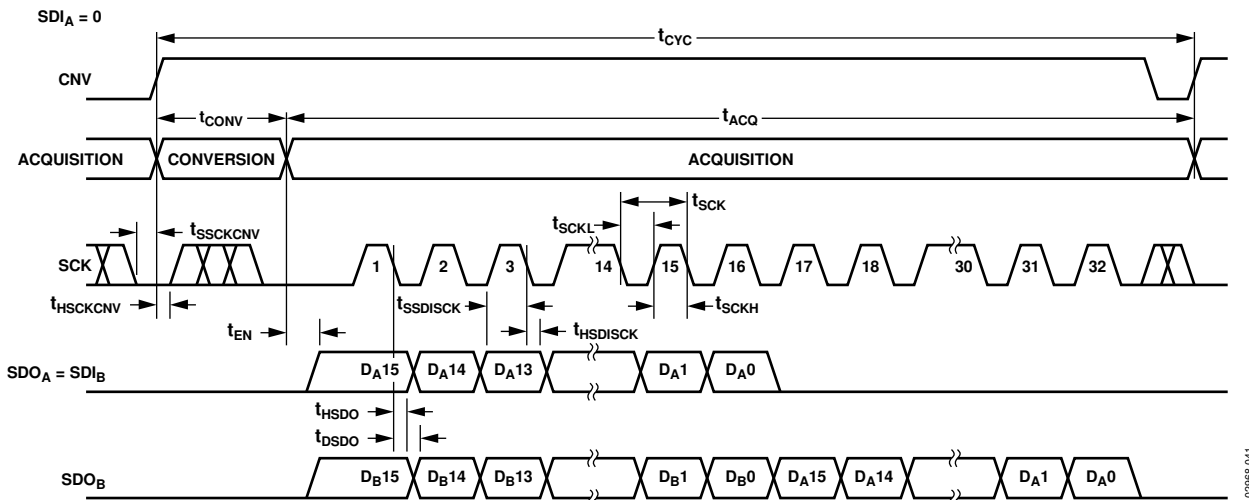 SDIA = 0
tCYC
CNV
tCONV
tACQ
ACQUISITION CONVERSION ACQUISITION
tSCK
tSCKL
tSSCKCNV
SCK 1 2 3 14 15 16 17 18 30 31 32
tHSCKCNV
tSSDISCK
tSCKH
tEN
tHSDISCK
SDOA = SDIB DA15 DA14 DA13 DA1 DA0
tHSDO
tDSDO
SDOB DB15 DB14 DB13 DB1 DB0 DA15 DA14 DA1 DA0